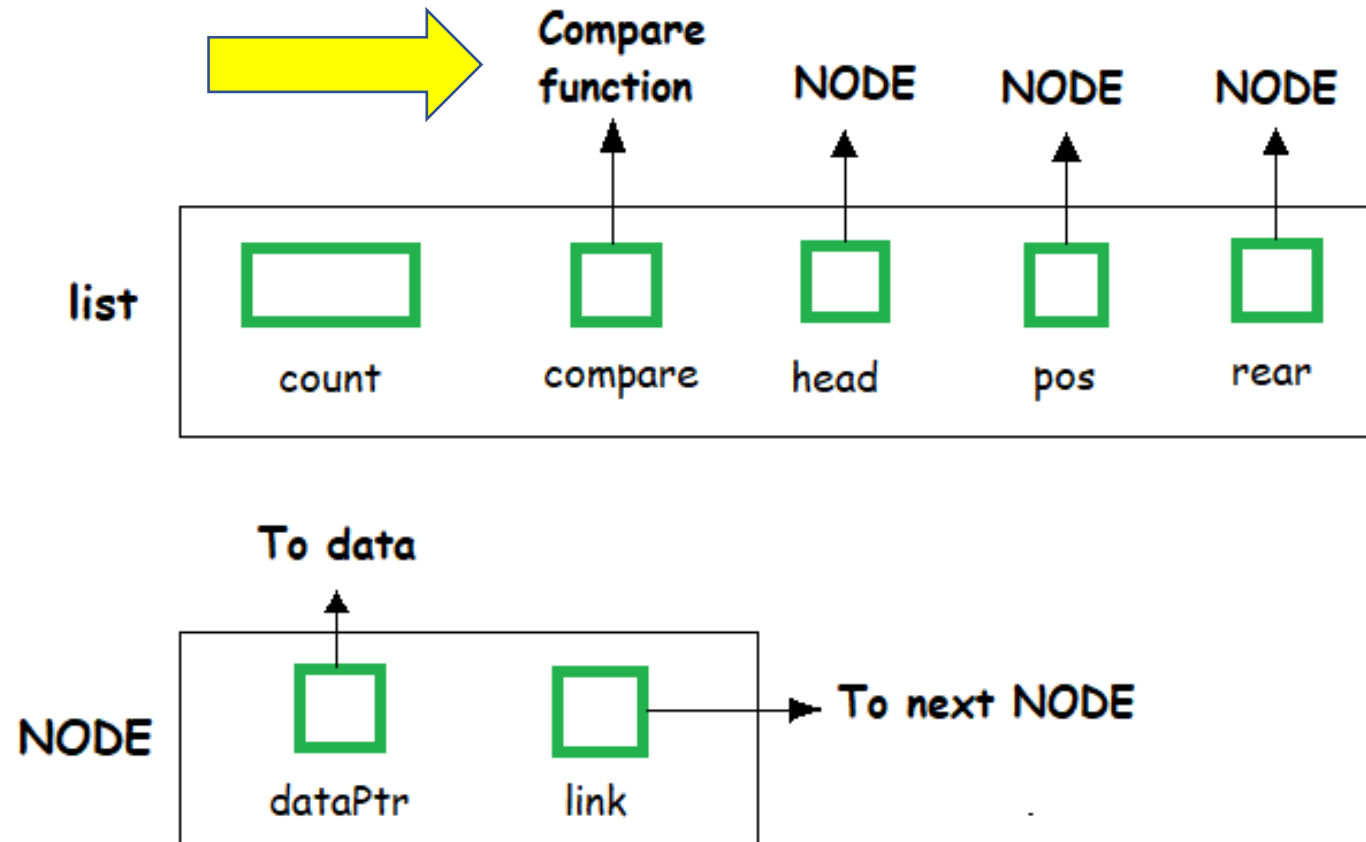 Compare
function
NODE
NODE
NODE
list
count
compare
head
pos
rear
To data
To next NODE
NODE
dataPtr
link